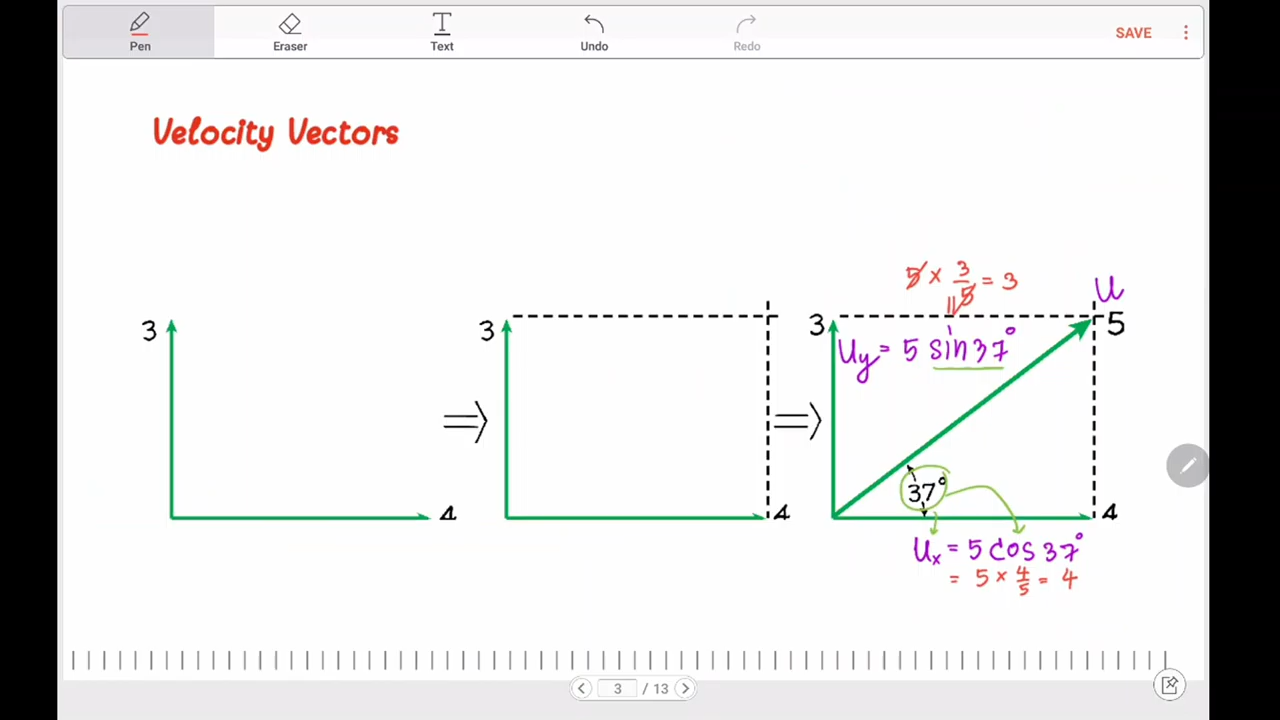 Pen
Eraser
Text
Undo
Redo
SAVE
Velocity Vectors
3
4
⇒
3
4
⇒
5 × 3/5 = 3
U
3
5
Uy = 5 sin37°
37°
4
Ux = 5 cos 37°
= 5 × 4/5 = 4
3 / 13